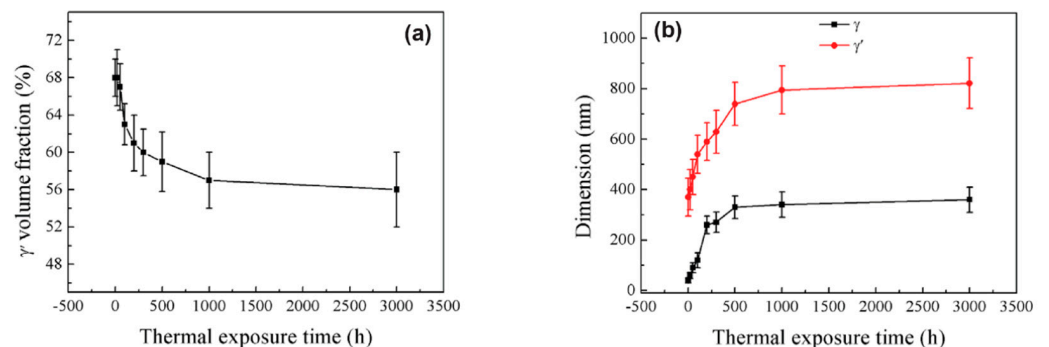 (a)
γ′ volume fraction (%)
72
68
64
60
56
52
48
-500 0 500 1000 1500 2000 2500 3000 3500
Thermal exposure time (h)
(b)
γ
γ′
Dimension (nm)
1000
800
600
400
200
0
-500 0 500 1000 1500 2000 2500 3000 3500
Thermal exposure time (h)